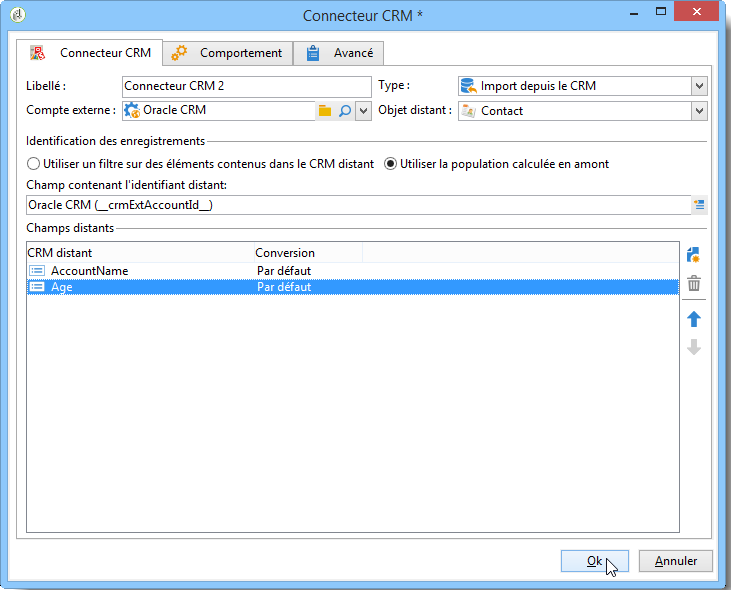 Connecteur CRM *
Connecteur CRM Comportement Avancé
Libellé : Connecteur CRM 2 Type : Import depuis le CRM
Compte externe : Oracle CRM Objet distant : Contact
Identification des enregistrements
Utiliser un filtre sur des éléments contenus dans le CRM distant Utiliser la population calculée en amont
Champ contenant l'identifiant distant:
Oracle CRM (__crmExtAccountId__)
Champs distants
CRM distant Conversion
AccountName Par défaut
Age Par défaut
Ok Annuler